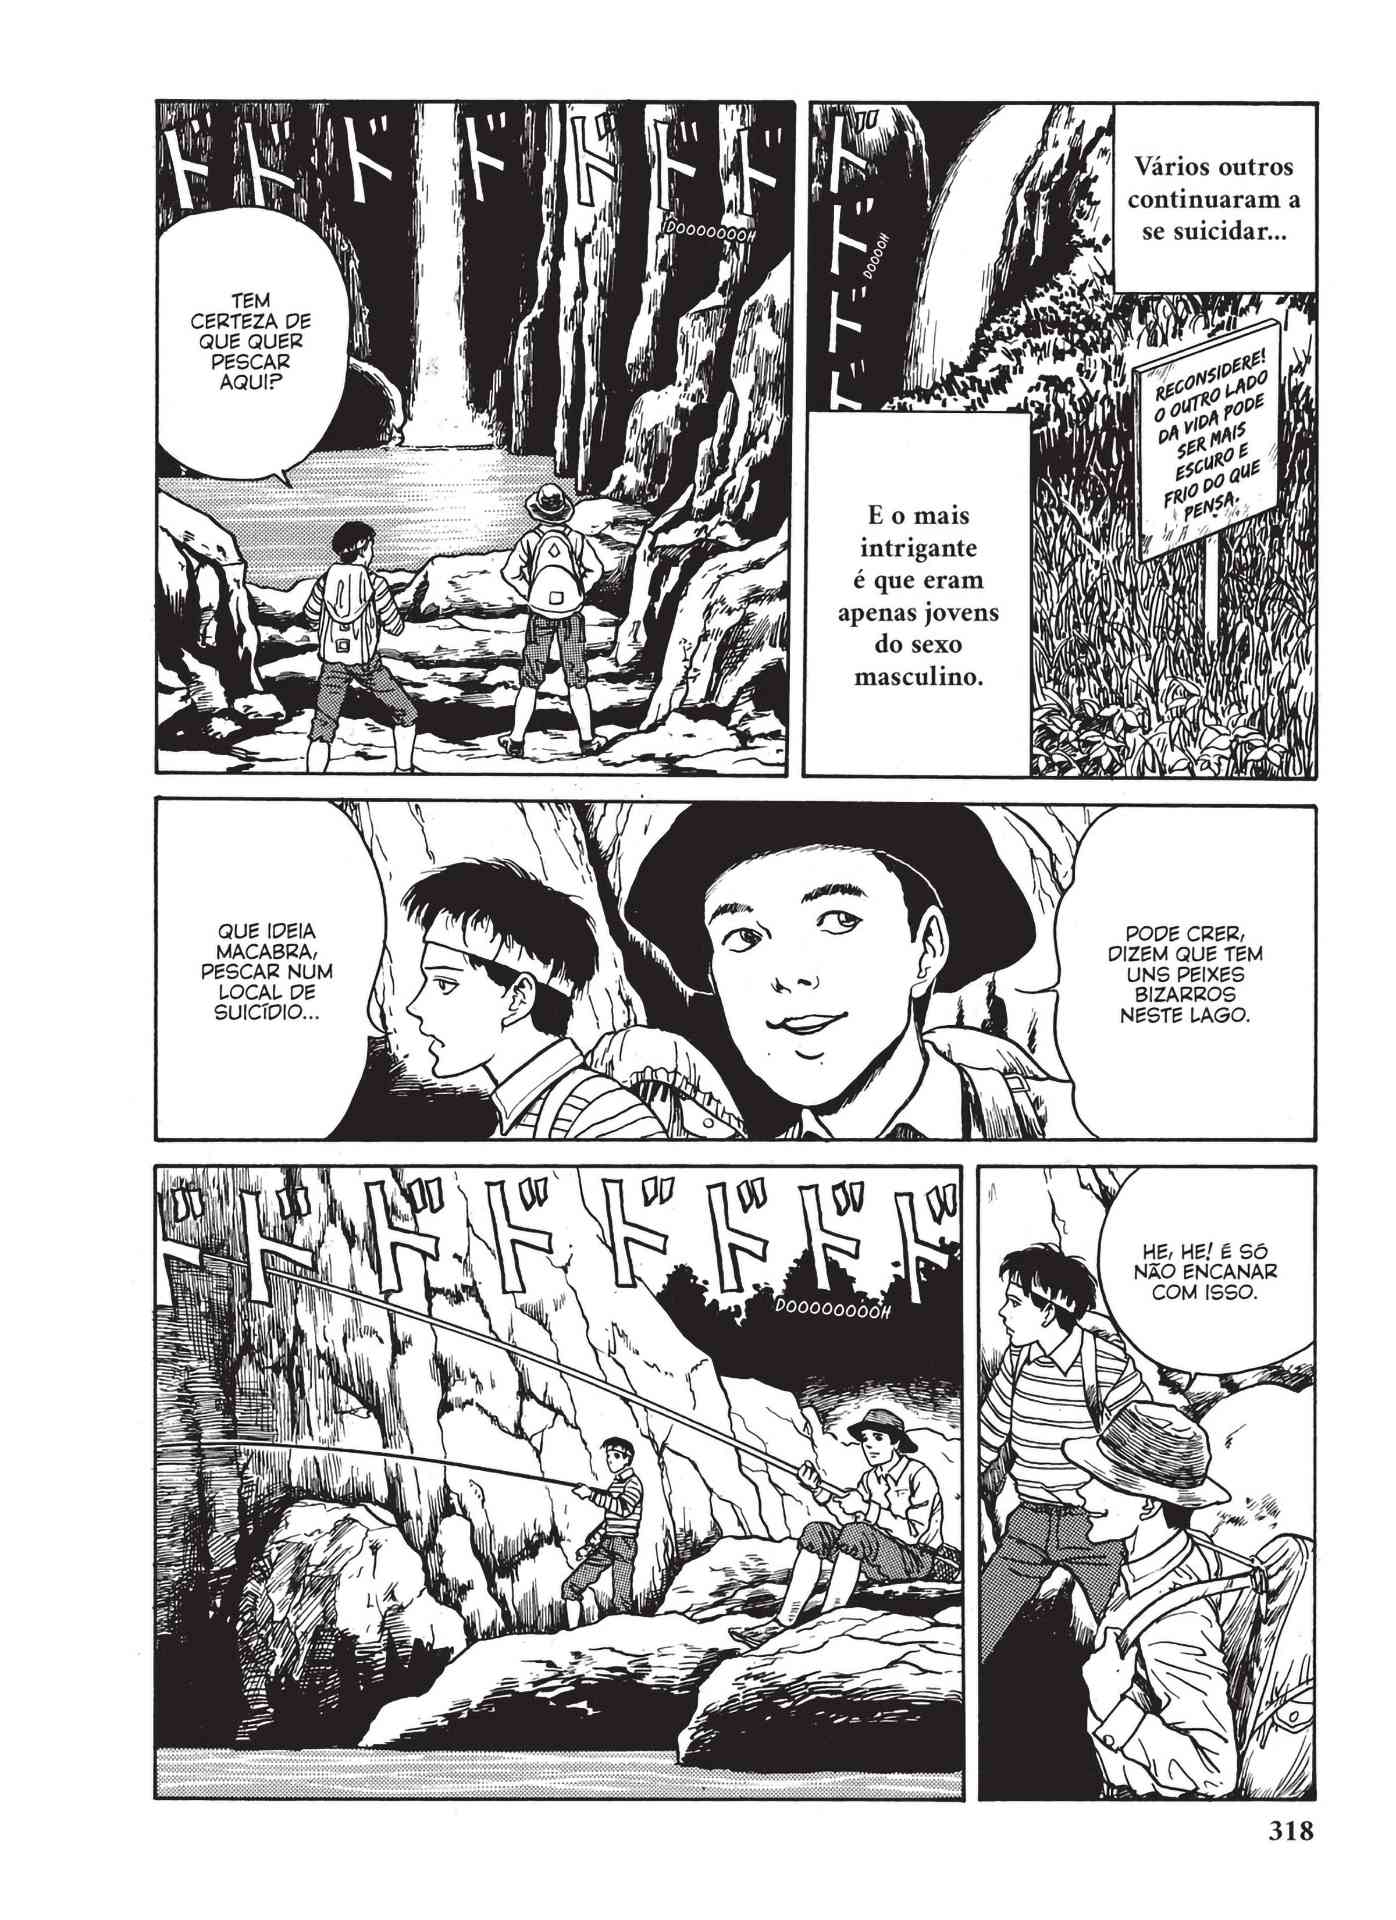 Vários outros
continuaram a
se suicidar...
ドドドド
DOOOOH
RECONSIDERE!
O OUTRO LADO
DA VIDA PODE
SER MAIS
ESCURO E
FRIO DO QUE
PENSA.
E o mais
intrigante
é que eram
apenas jovens
do sexo
masculino.
ドドドドドドド
DOOOOOOOH
TEM
CERTEZA DE
QUE QUER
PESCAR
AQUI?
PODE CRER,
DIZEM QUE TEM
UNS PEIXES
BIZARROS
NESTE LAGO.
QUE IDEIA
MACABRA,
PESCAR NUM
LOCAL DE
SUICÍDIO...
HE, HE! É SÓ
NÃO ENCANAR
COM ISSO.
ドドドドドドドド
DOOOOOOOOOH
318